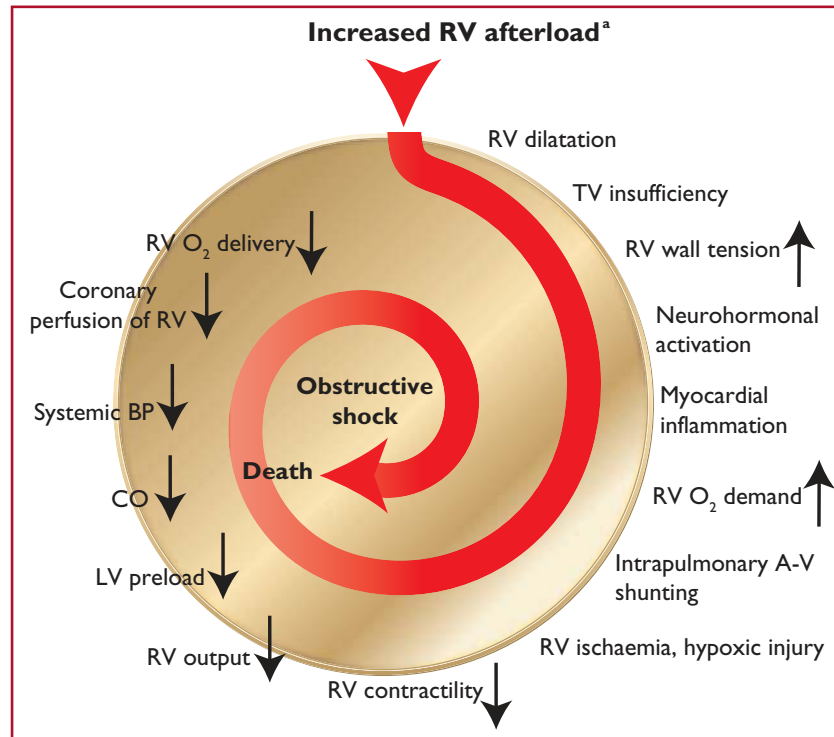 Increased RV afterloadᵃ
RV dilatation
TV insufficiency
RV wall tension
Neurohormonal
activation
Myocardial
inflammation
RV O₂ demand
Intrapulmonary A-V
shunting
RV ischaemia, hypoxic injury
RV contractility
RV output
LV preload
CO
Systemic BP
Coronary
perfusion of RV
RV O₂ delivery
Obstructive
shock
Death